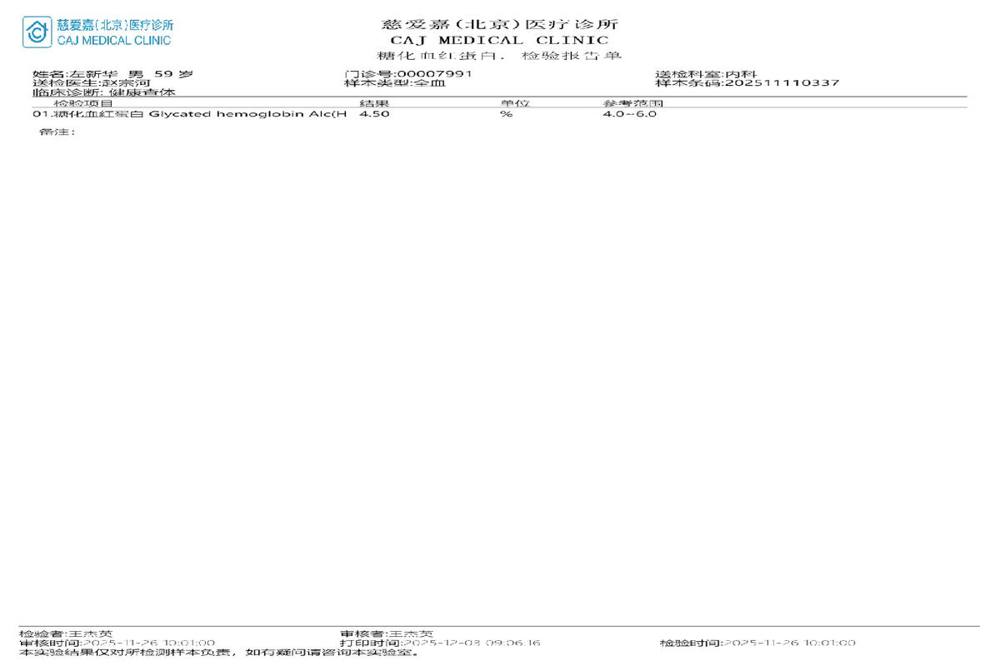 慈爱嘉(北京)医疗诊所
CAJ MEDICAL CLINIC
慈爱嘉(北京)医疗诊所
CAJ MEDICAL CLINIC
糖化血红蛋白. 检验报告单
姓名:左新华 男 59 岁 门诊号:00007991 送检科室:内科
送检医生:赵宗河 样本类型:全血 样本条码:202511110337
临床诊断: 健康查体
检验项目 结果 单位 参考范围
01.糖化血红蛋白 Glycated hemoglobin A1c(H 4.50 % 4.0~6.0
备注:
检验者:王杰英 审核者:王杰英
审核时间:2025-11-26 10:01:00 打印时间:2025-12-03 09:06:16 检验时间:2025-11-26 10:01:00
本实验结果仅对所检测样本负责，如有疑问请咨询本实验室。